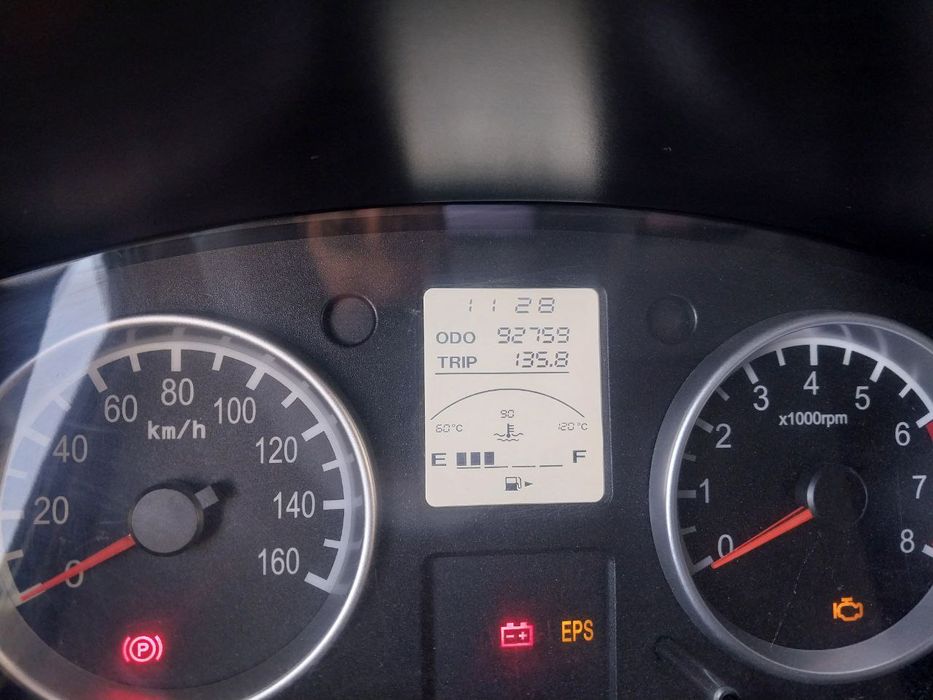 11 28
ODO 92759
TRIP 135.8
90
60°C 120°C
E F
0 20 40 60 80 100 120 140 160
km/h
0 1 2 3 4 5 6 7 8
x1000rpm
P
EPS